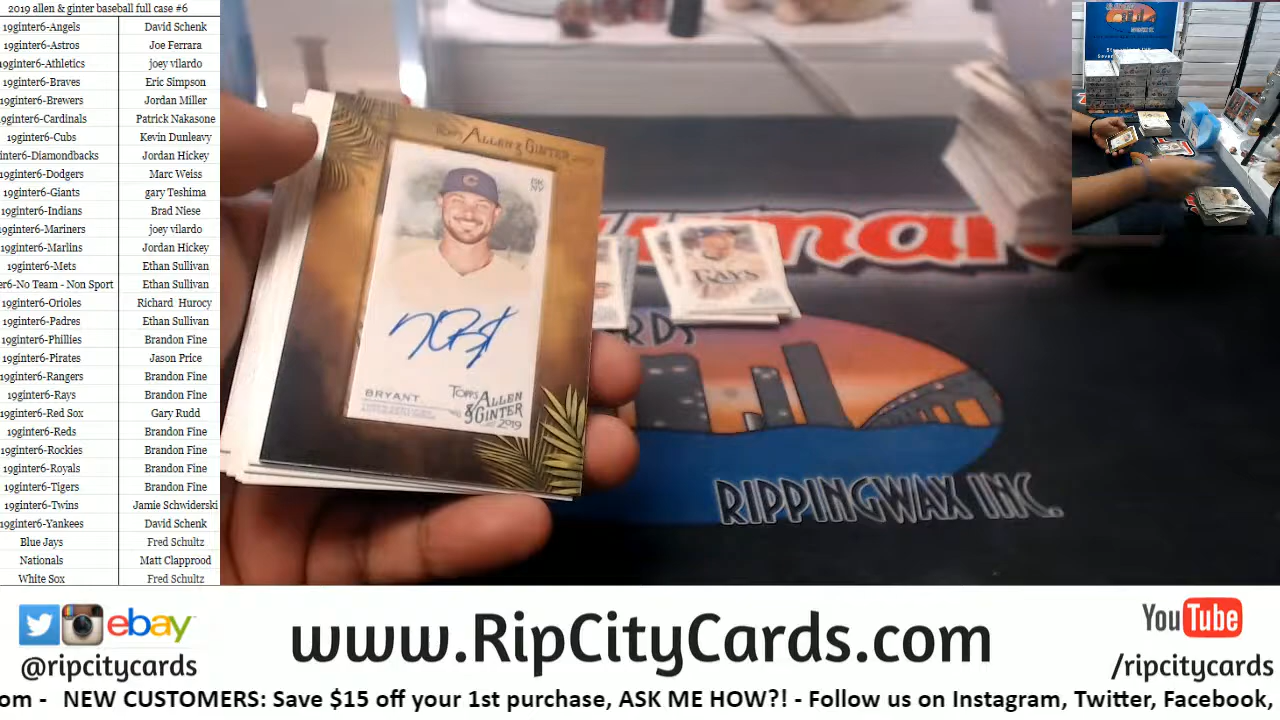 2019 allen & ginter baseball full case #6
19ginter6-Angels David Schenk
19ginter6-Astros Joe Ferrara
19ginter6-Athletics joey vilardo
19ginter6-Braves Eric Simpson
19ginter6-Brewers Jordan Miller
19ginter6-Cardinals Patrick Nakasone
19ginter6-Cubs Kevin Dunleavy
inter6-Diamondbacks Jordan Hickey
19ginter6-Dodgers Marc Weiss
19ginter6-Giants gary Teshima
19ginter6-Indians Brad Niese
19ginter6-Mariners joey vilardo
19ginter6-Marlins Jordan Hickey
19ginter6-Mets Ethan Sullivan
r6-No Team - Non Sport Ethan Sullivan
19ginter6-Orioles Richard Hurocy
19ginter6-Padres Ethan Sullivan
19ginter6-Phillies Brandon Fine
19ginter6-Pirates Jason Price
19ginter6-Rangers Brandon Fine
19ginter6-Rays Brandon Fine
19ginter6-Red Sox Gary Rudd
19ginter6-Reds Brandon Fine
19ginter6-Rockies Brandon Fine
19ginter6-Royals Brandon Fine
19ginter6-Tigers Brandon Fine
19ginter6-Twins Jamie Schwiderski
19ginter6-Yankees David Schenk
Blue Jays Fred Schultz
Nationals Matt Clapprood
White Sox Fred Schultz
ALLEN & GINTER 2019
BK NY
C
BRYANT
TOPPS ALLEN & GINTER 2019
RAYS
RDS
RIPPINGWAX INC.
ebay
@ripcitycards
www.RipCityCards.com
YouTube
/ripcitycards
om - NEW CUSTOMERS: Save $15 off your 1st purchase, ASK ME HOW?! - Follow us on Instagram, Twitter, Facebook,